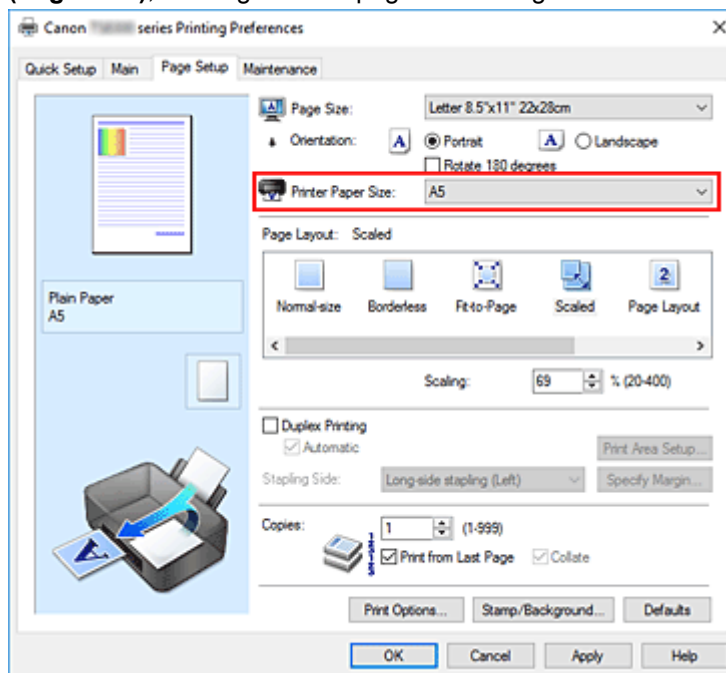 Canon series Printing Preferences
Quick Setup Main Page Setup Maintenance
Page Size: Letter 8.5"x11" 22x28cm
Orientation: A Portrait A Landscape
Rotate 180 degrees
Printer Paper Size: A5
Page Layout: Scaled
2
Normal-size Borderless Fit-to-Page Scaled Page Layout
Plain Paper
A5
Scaling: 69 % (20-400)
Duplex Printing
Automatic Print Area Setup...
Stapling Side: Long-side stapling (Left) Specify Margin...
Copies: 1 (1-999)
Print from Last Page Collate
A
Print Options... Stamp/Background... Defaults
OK Cancel Apply Help